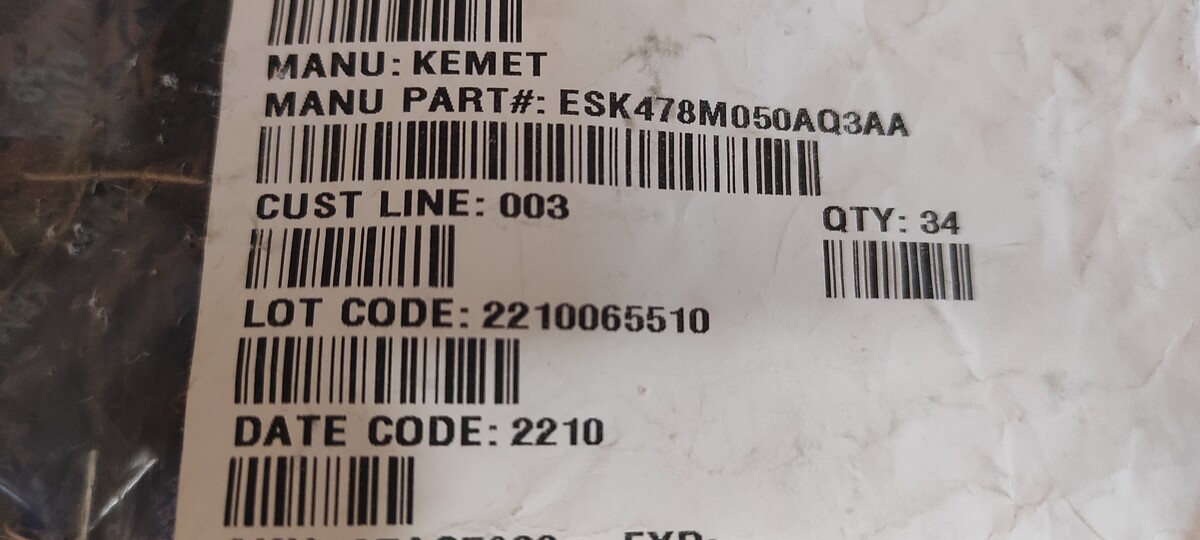 MANU: KEMET
MANU PART#: ESK478M050AQ3AA
CUST LINE: 003
QTY: 34
LOT CODE: 2210065510
DATE CODE: 2210